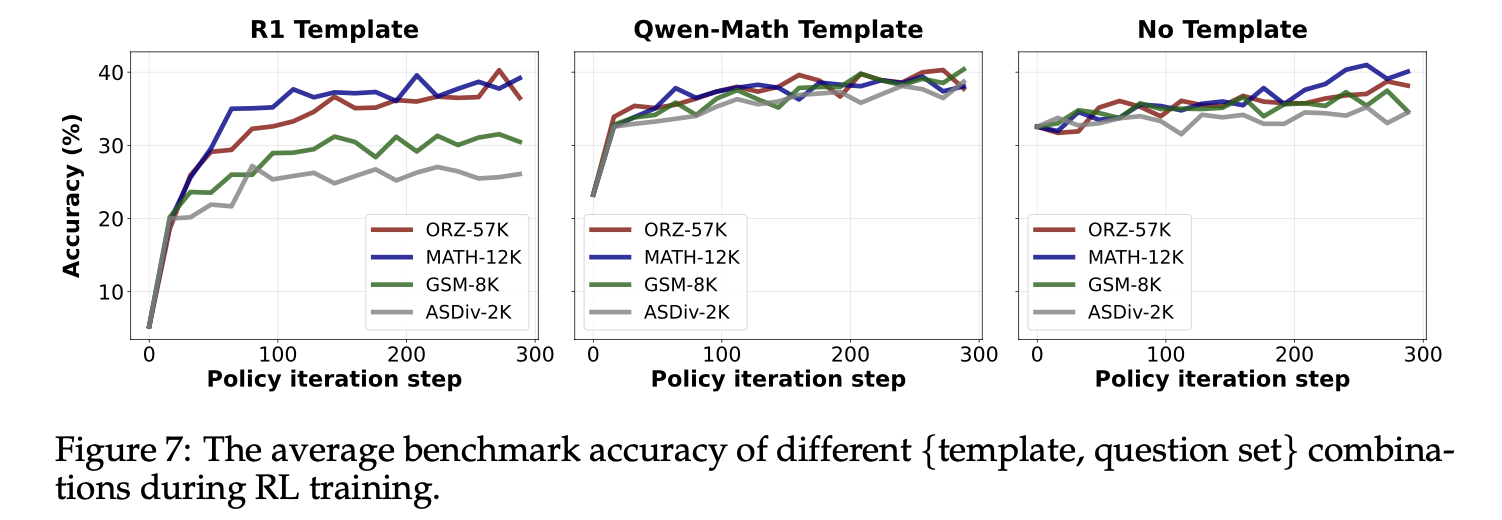 R1 Template
Qwen-Math Template
No Template
Accuracy (%)
40
30
20
10
ORZ-57K
MATH-12K
GSM-8K
ASDiv-2K
0
100
200
300
Policy iteration step
ORZ-57K
MATH-12K
GSM-8K
ASDiv-2K
0
100
200
300
Policy iteration step
ORZ-57K
MATH-12K
GSM-8K
ASDiv-2K
0
100
200
300
Policy iteration step
Figure 7: The average benchmark accuracy of different {template, question set} combina-
tions during RL training.